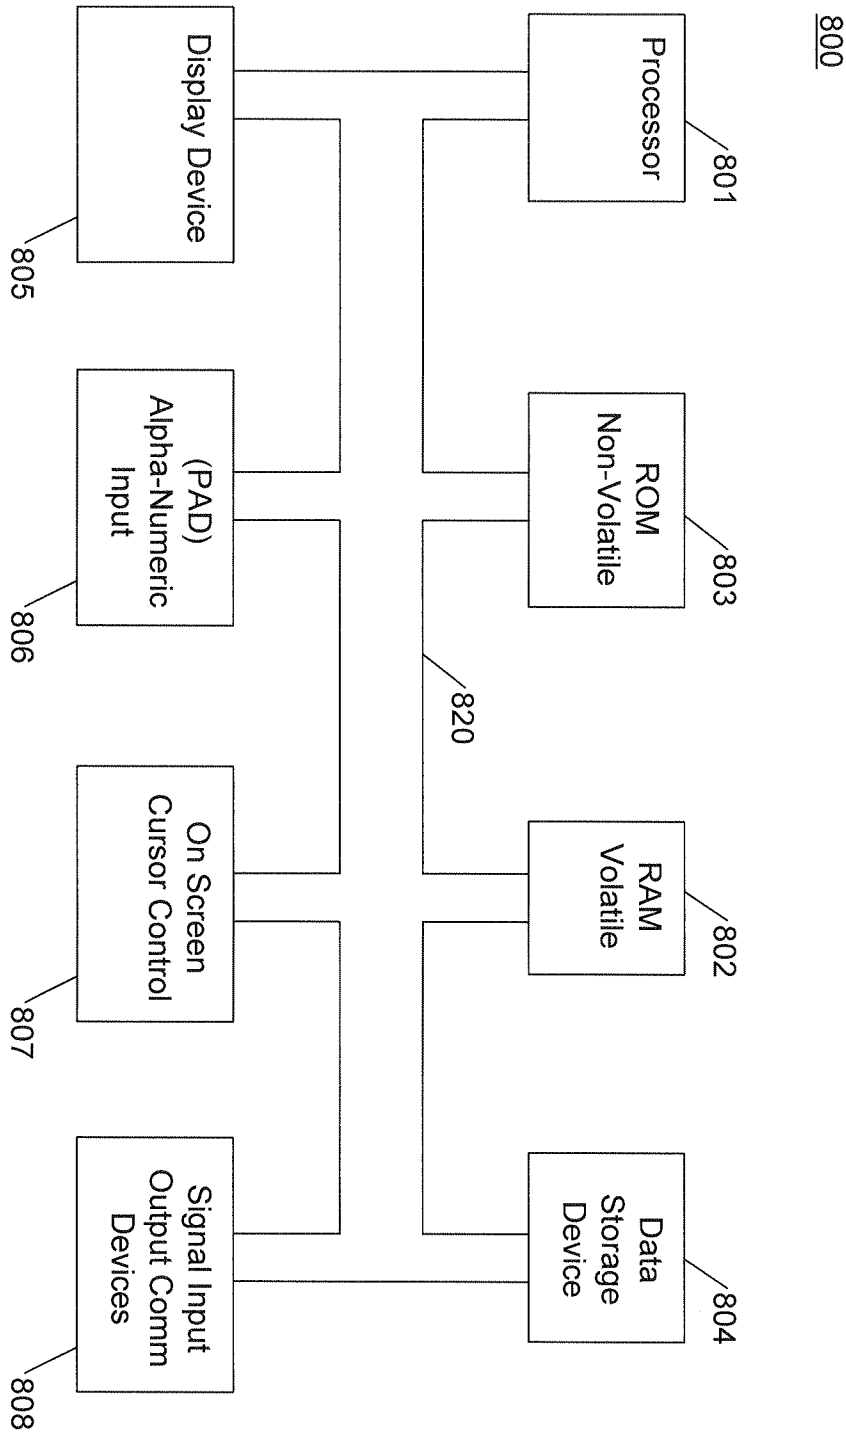 800
801
Processor
803
ROM
Non-Volatile
802
RAM
Volatile
804
Data
Storage
Device
820
Display Device
805
(PAD)
Alpha-Numeric
Input
806
On Screen
Cursor Control
807
Signal Input
Output Comm
Devices
808